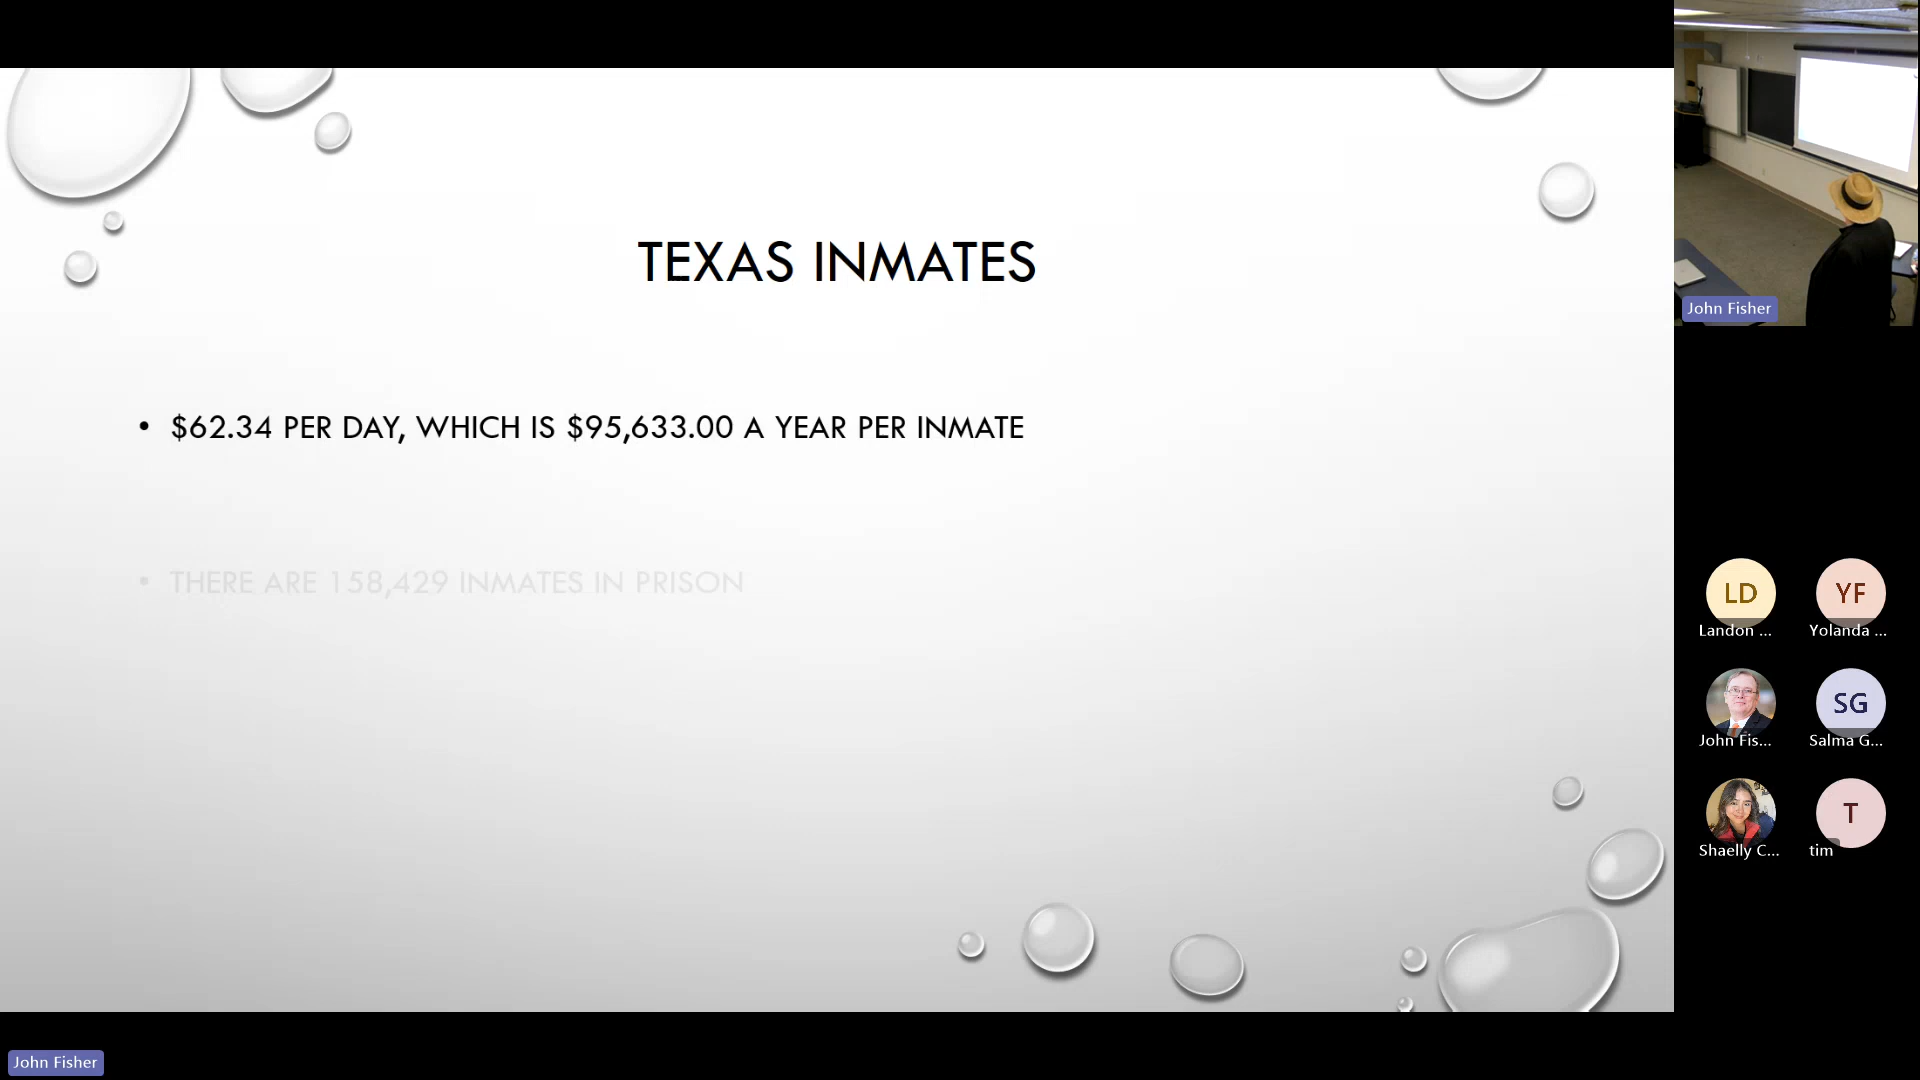 TEXAS INMATES
• $62.34 PER DAY, WHICH IS $95,633.00 A YEAR PER INMATE
• THERE ARE 158,429 INMATES IN PRISON
John Fisher
LD
YF
Landon ...
Yolanda ...
SG
John Fis...
Salma G...
T
Shaelly C...
tim
John Fisher